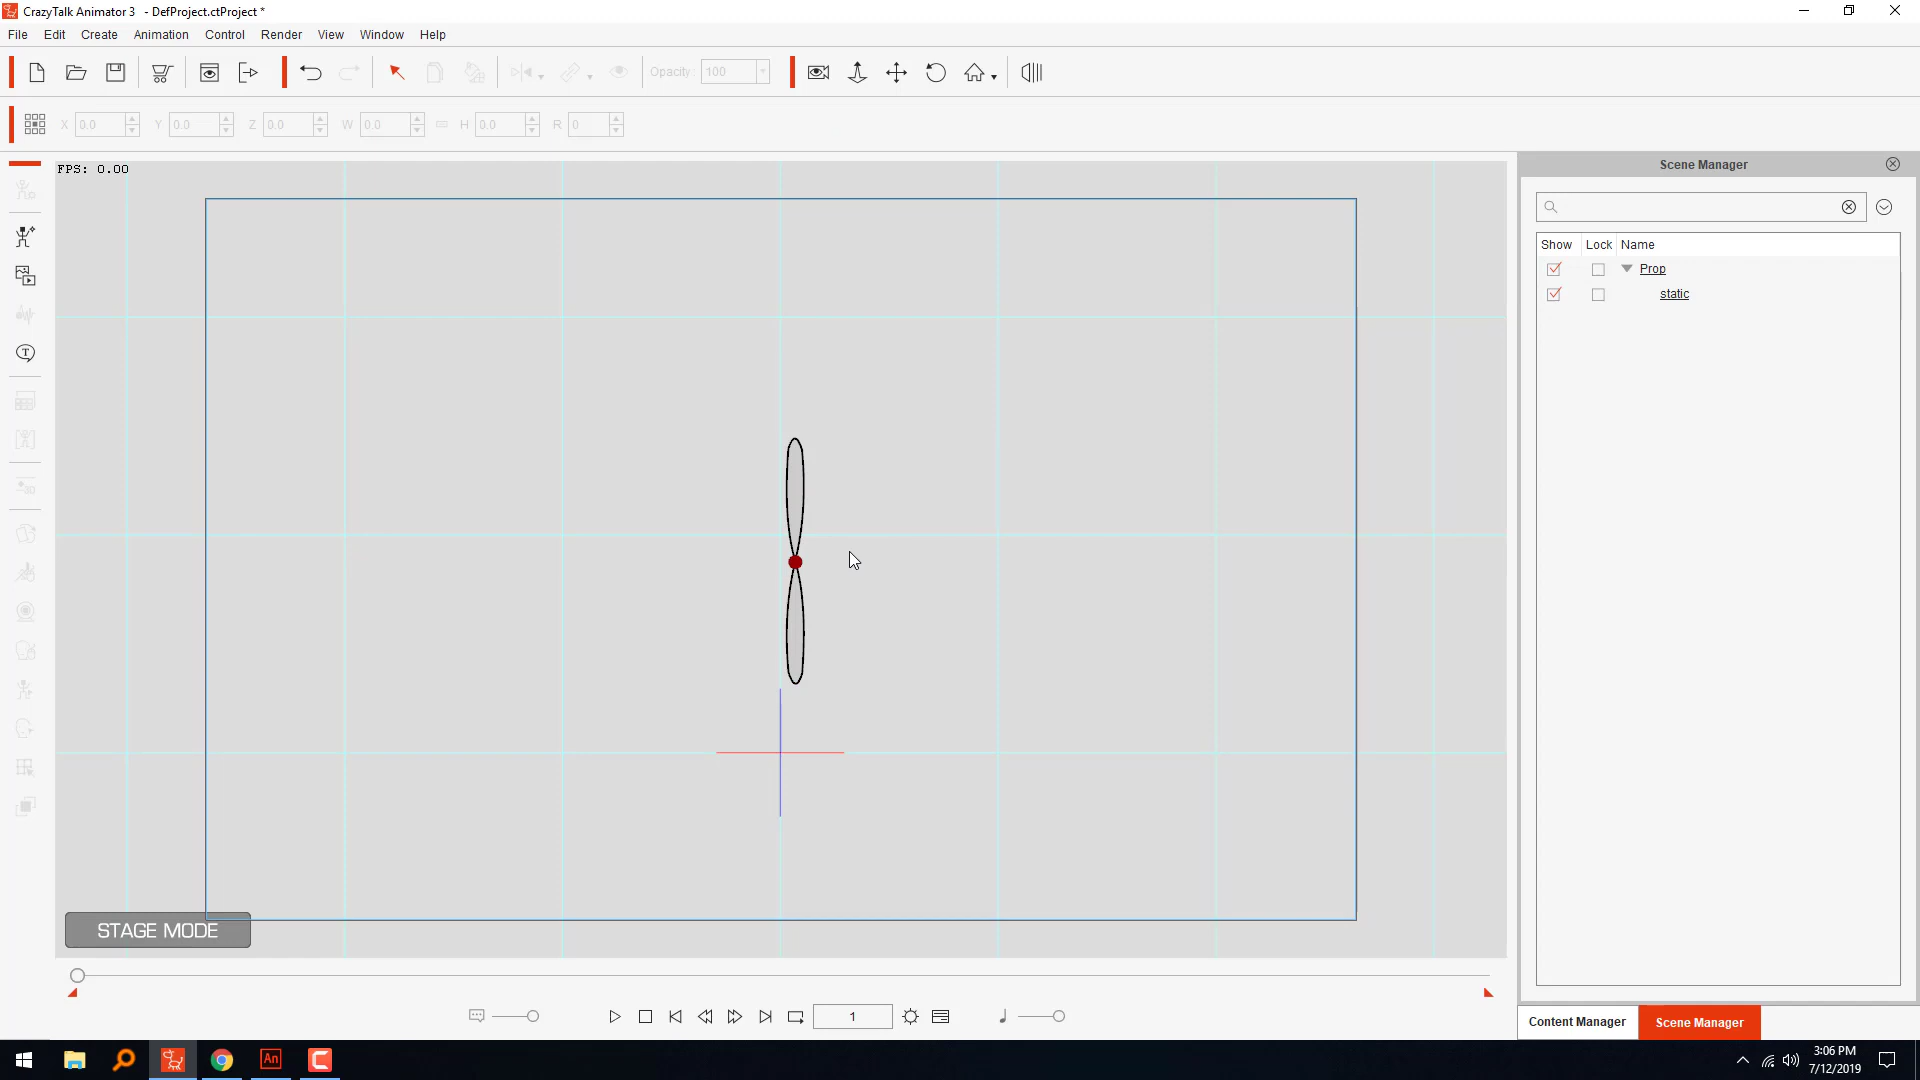 CrazyTalk Animator 3 - DefProject.ctProject *
File Edit Create Animation Control Render View Window Help
Opacity: 100
X 0.0 Y 0.0 Z 0.0 W 0.0 H 0.0 R 0
FPS: 0.00
Scene Manager
Show Lock Name
Prop
static
STAGE MODE
1
Content Manager Scene Manager
An
3:06 PM
7/12/2019